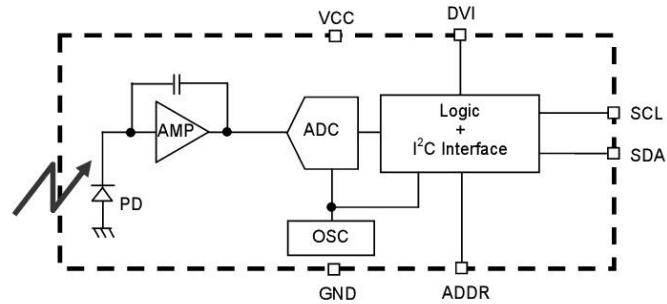 VCC
DVI
AMP
ADC
Logic
+
I²C Interface
SCL
SDA
PD
OSC
GND
ADDR